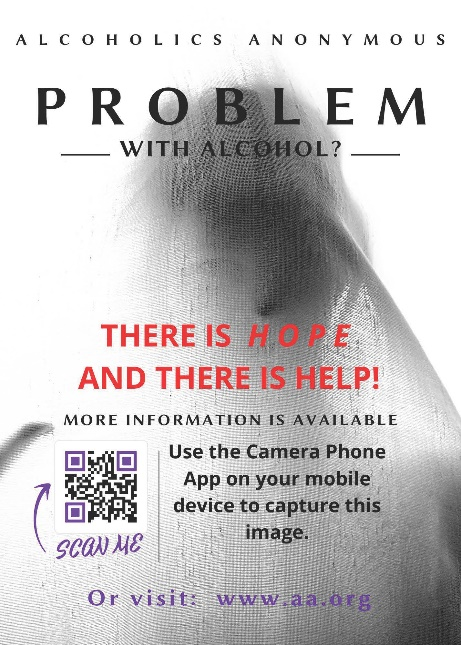 ALCOHOLICS ANONYMOUS
PROBLEM
WITH ALCOHOL?
THERE IS HOPE
AND THERE IS HELP!
MORE INFORMATION IS AVAILABLE
Use the Camera Phone
App on your mobile
device to capture this
image.
SCAN ME
Or visit: www.aa.org